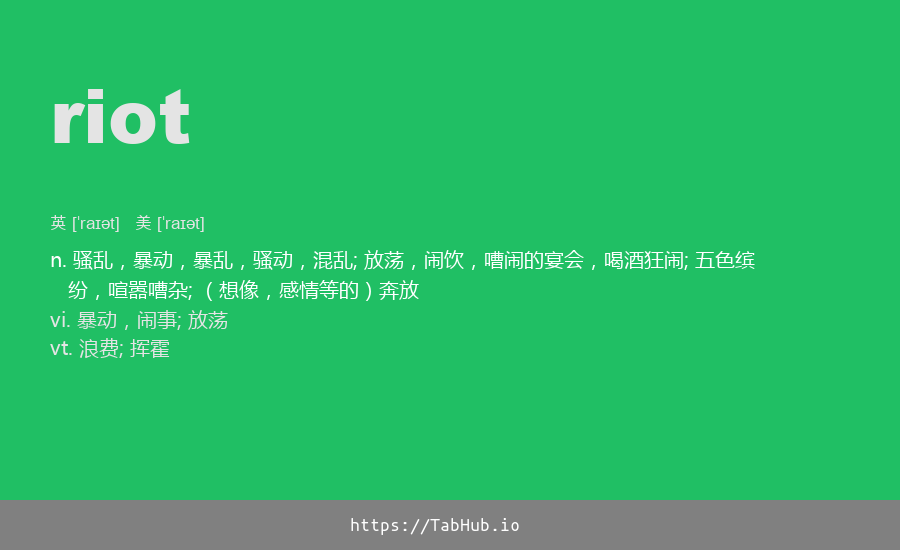 riot
英 [ˈraɪət] 美 [ˈraɪət]
n. 骚乱，暴动，暴乱，骚动，混乱; 放荡，闹饮，嘈闹的宴会，喝酒狂闹; 五色缤
纷，喧嚣嘈杂; （想像，感情等的）奔放
vi. 暴动，闹事; 放荡
vt. 浪费; 挥霍
https://TabHub.io